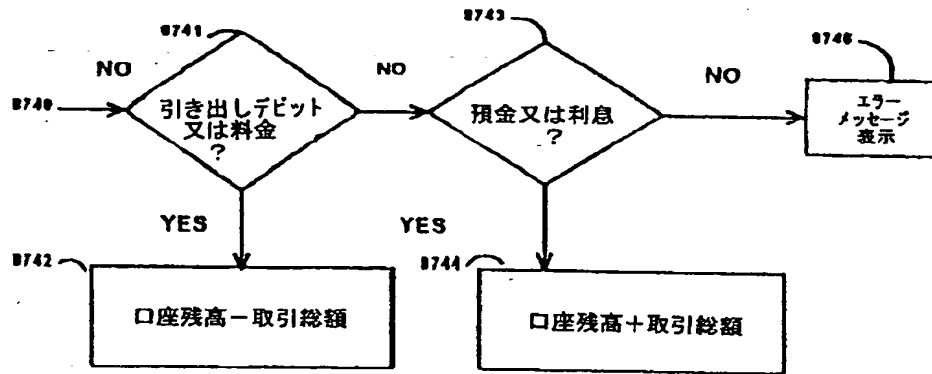 8741
8743
8746
NO
NO
NO
8740
引き出しデビット
又は料金
?
預金又は利息
?
エラー
メッセージ
表示
YES
YES
8742
8744
口座残高－取引総額
口座残高＋取引総額